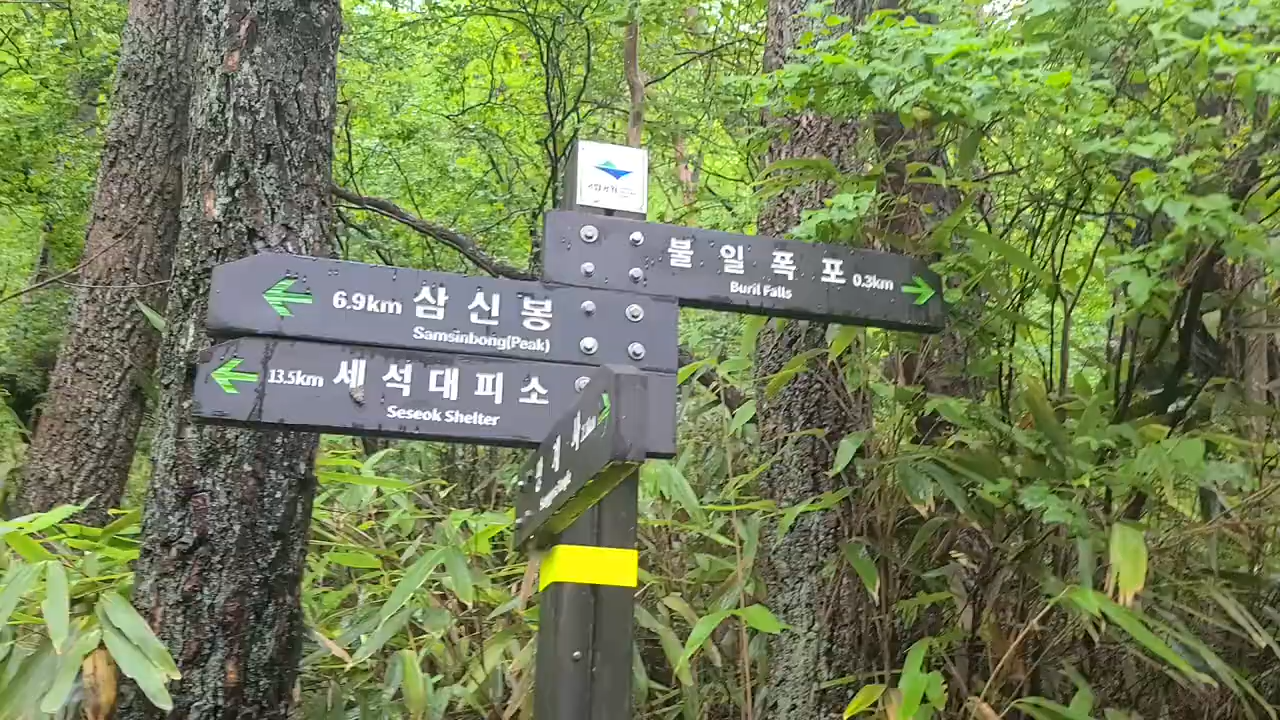 불일폭포 0.3km
Buril Falls
6.9km 삼신봉
Samsinbong(Peak)
13.5km 세석대피소
Seseok Shelter